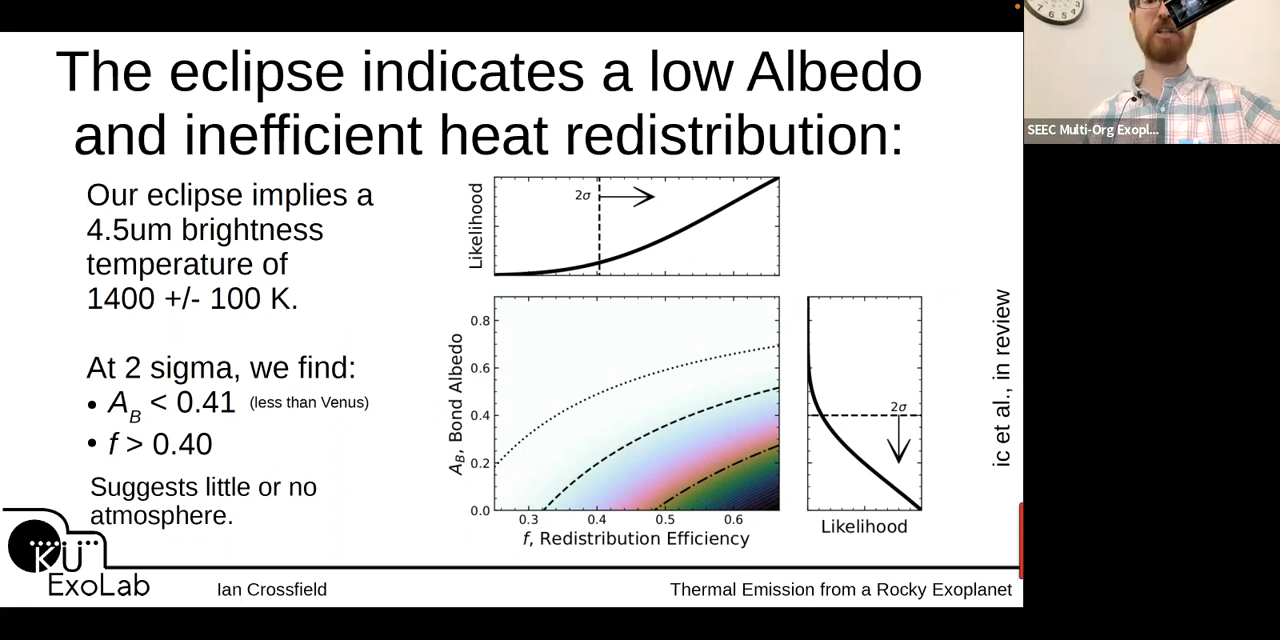 The eclipse indicates a low Albedo
and inefficient heat redistribution:
Our eclipse implies a
4.5um brightness
temperature of
1400 +/- 100 K.
At 2 sigma, we find:
• A_B < 0.41 (less than Venus)
• f > 0.40
Suggests little or no
atmosphere.
Likelihood
2σ
A_B, Bond Albedo
0.8
0.6
0.4
0.2
0.0
0.3 0.4 0.5 0.6
f, Redistribution Efficiency
2σ
Likelihood
ic et al., in review
KU
ExoLab
Ian Crossfield
Thermal Emission from a Rocky Exoplanet
SEEC Multi-Org Exopl...